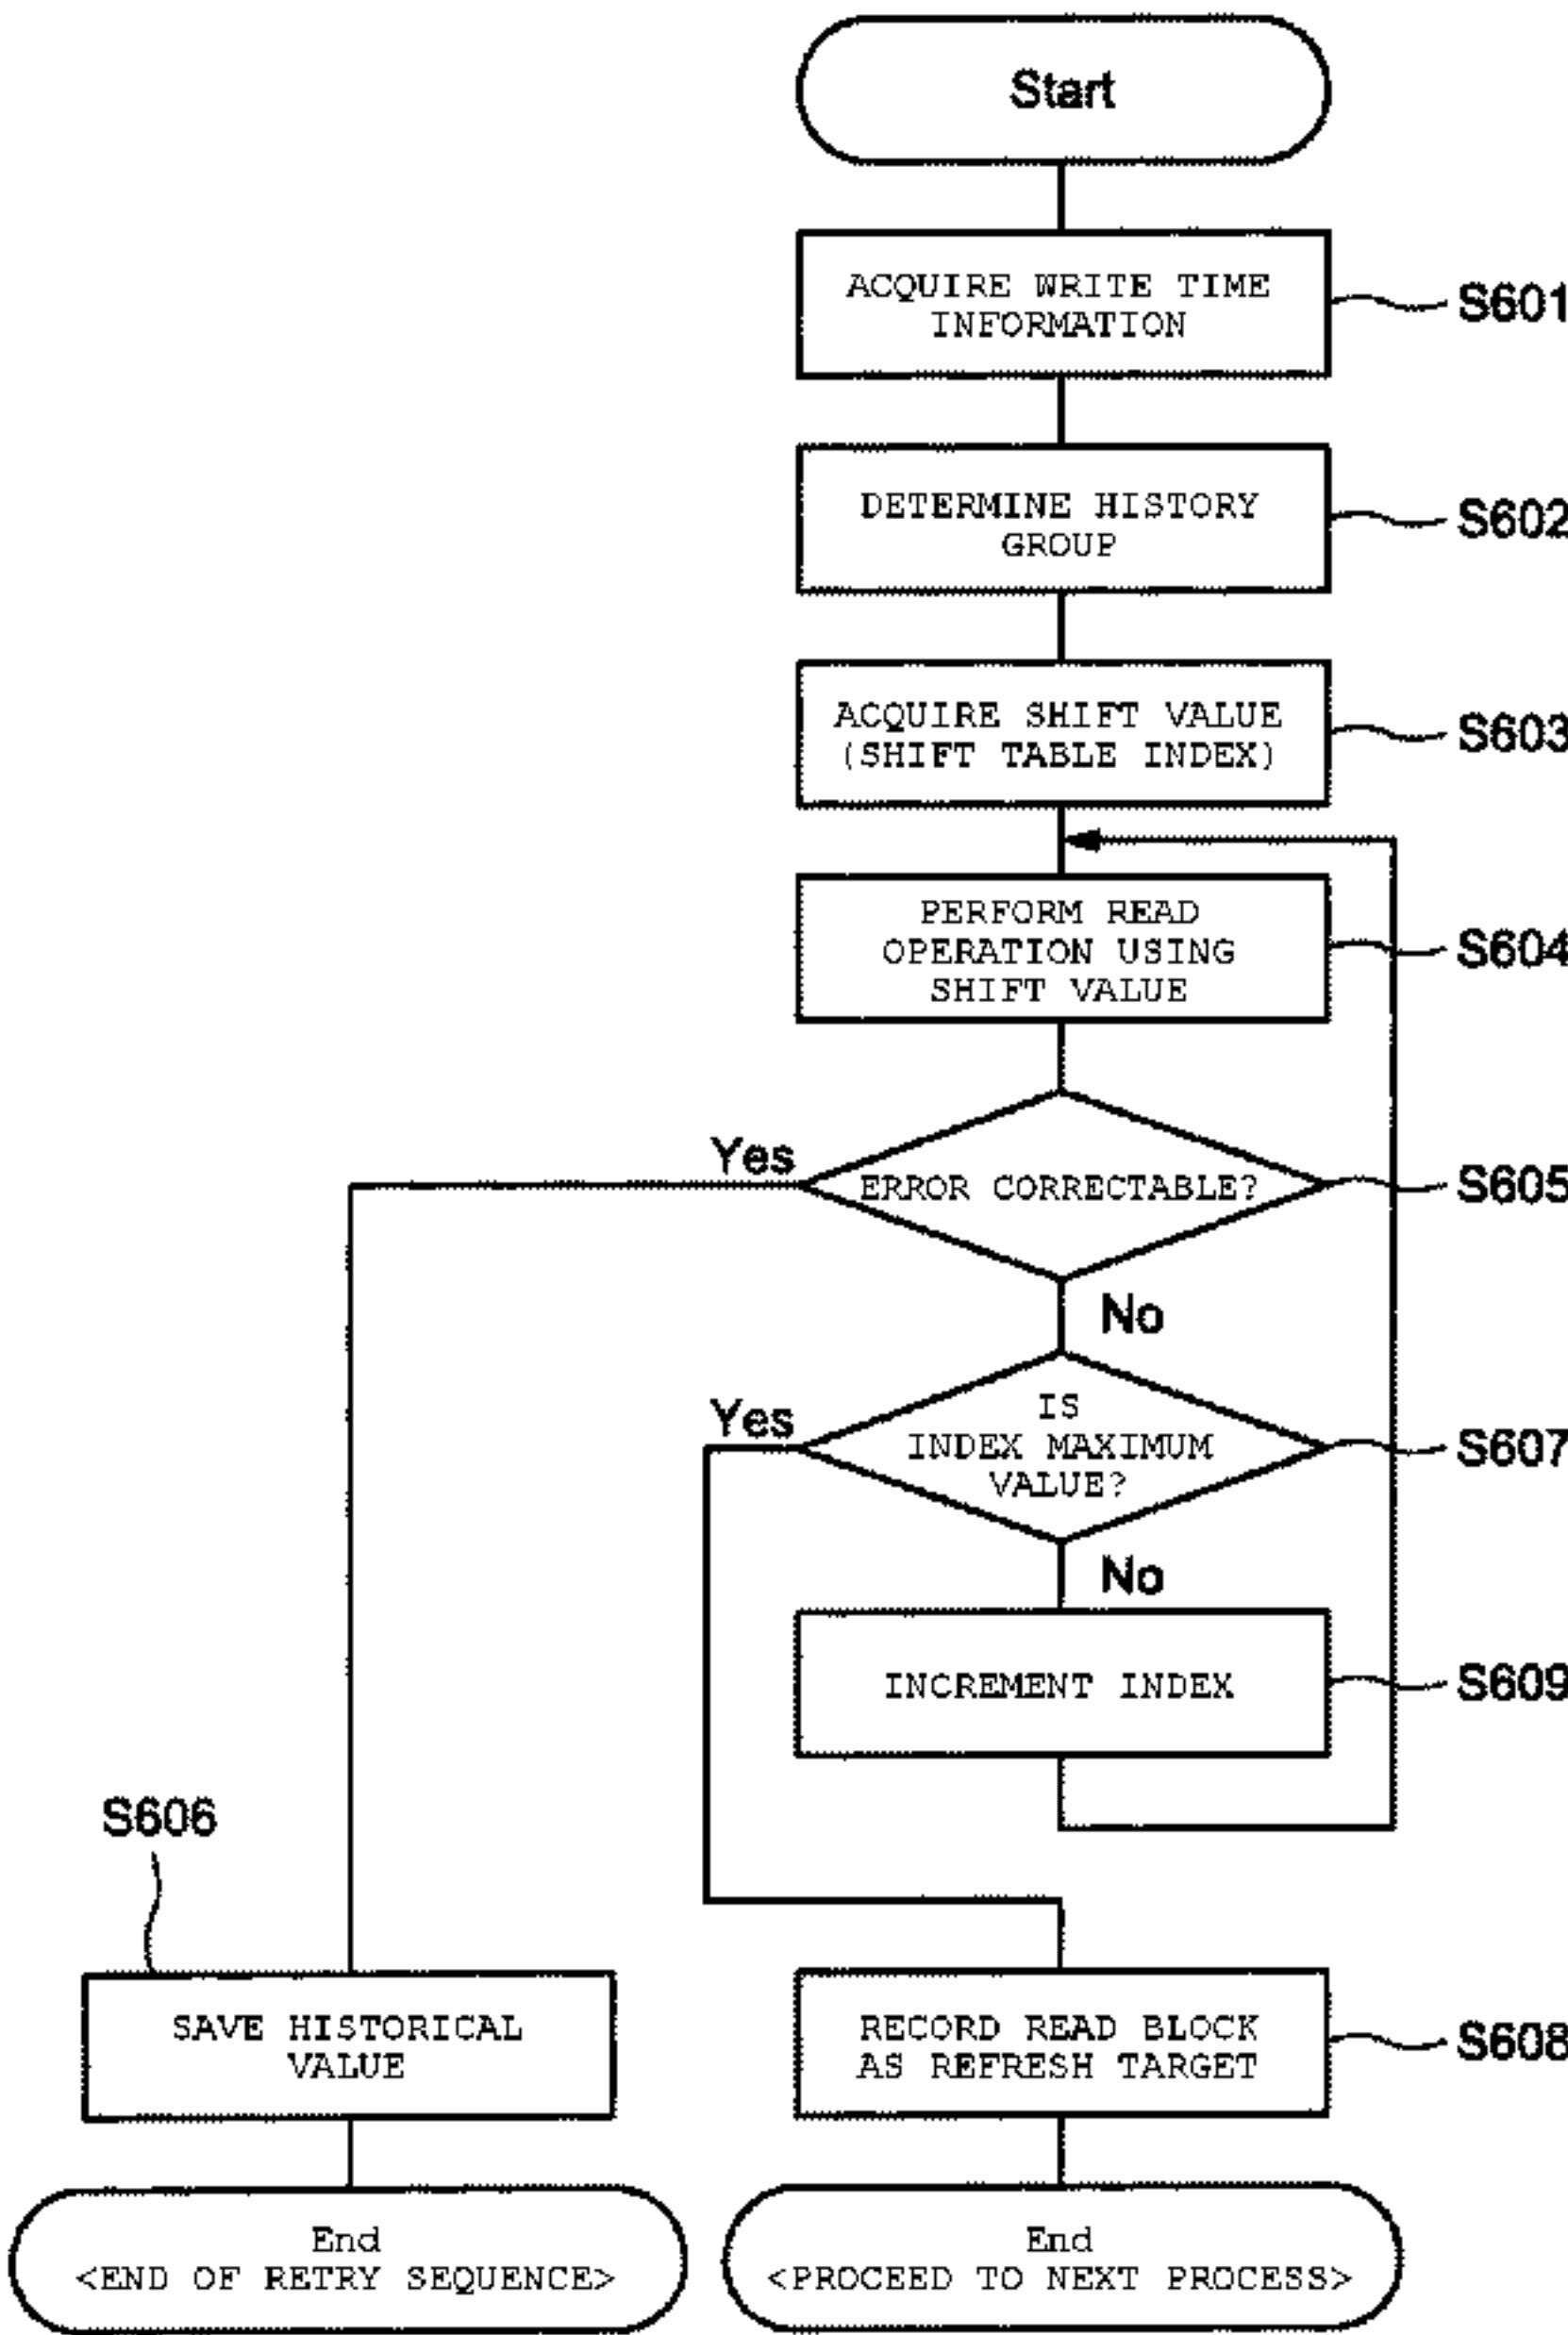 Start
ACQUIRE WRITE TIME
INFORMATION
S601
DETERMINE HISTORY
GROUP
S602
ACQUIRE SHIFT VALUE
(SHIFT TABLE INDEX)
S603
PERFORM READ
OPERATION USING
SHIFT VALUE
S604
Yes
ERROR CORRECTABLE?
S605
No
Yes
IS
INDEX MAXIMUM
VALUE?
S607
No
INCREMENT INDEX
S609
S606
SAVE HISTORICAL
VALUE
RECORD READ BLOCK
AS REFRESH TARGET
S608
End
<END OF RETRY SEQUENCE>
End
<PROCEED TO NEXT PROCESS>